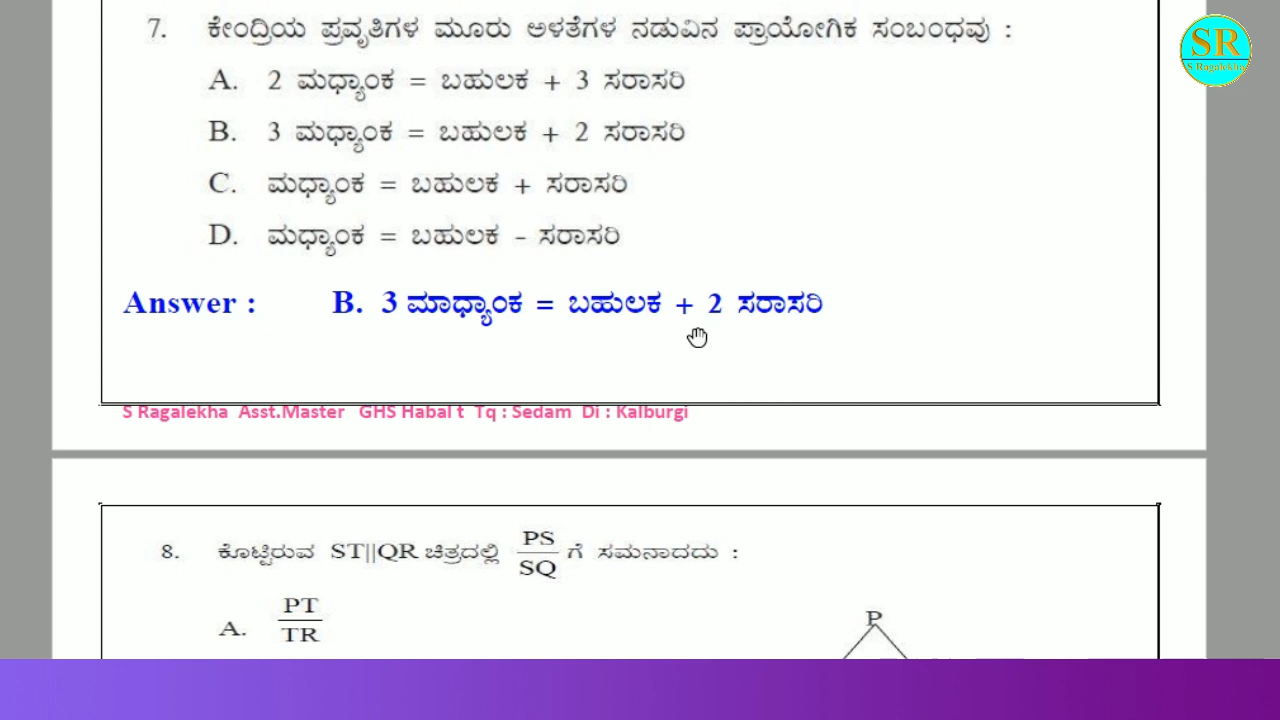 7. ಕೇಂದ್ರಿಯ ಪ್ರವೃತಿಗಳ ಮೂರು ಅಳತೆಗಳ ನಡುವಿನ ಪ್ರಾಯೋಗಿಕ ಸಂಬಂಧವು :
SR
S Ragalekha
A. 2 ಮಧ್ಯಾಂಕ = ಬಹುಲಕ + 3 ಸರಾಸರಿ
B. 3 ಮಧ್ಯಾಂಕ = ಬಹುಲಕ + 2 ಸರಾಸರಿ
C. ಮಧ್ಯಾಂಕ = ಬಹುಲಕ + ಸರಾಸರಿ
D. ಮಧ್ಯಾಂಕ = ಬಹುಲಕ - ಸರಾಸರಿ
Answer : B. 3 ಮಾಧ್ಯಾಂಕ = ಬಹುಲಕ + 2 ಸರಾಸರಿ
S Ragalekha Asst.Master GHS Habal t Tq : Sedam Di : Kalburgi
8. ಕೊಟ್ಟಿರುವ ST||QR ಚಿತ್ರದಲ್ಲಿ PS/SQ ಗೆ ಸಮನಾದದು :
A. PT/TR
P